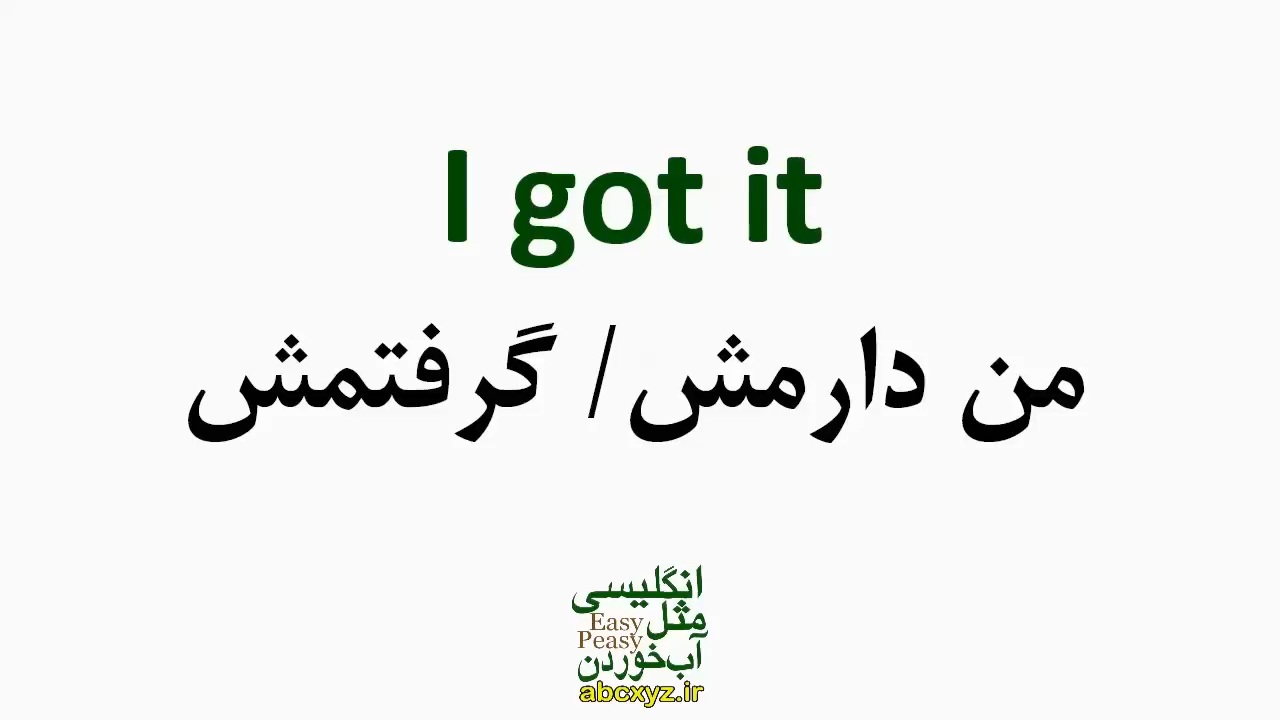 I got it
من دارمش/ گرفتمش
انگلیسی
مثل Easy
Peasy
آب‌خوردن
abcxyz.ir